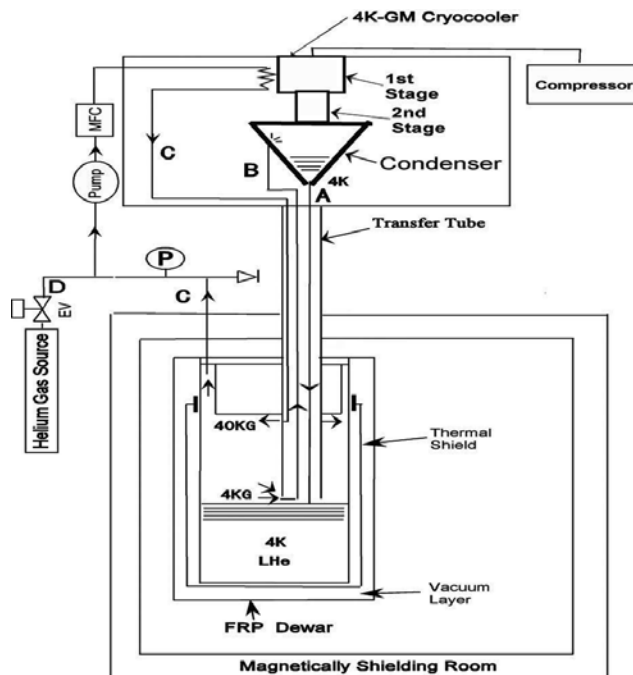 4K-GM Cryocooler
1st
Stage
Compressor
2nd
Stage
MFC
Condenser
C
B
4K
A
Pump
Transfer Tube
P
D
C
EV
Helium Gas Source
40KG
Thermal
Shield
4KG
4K
LHe
Vacuum
Layer
FRP Dewar
Magnetically Shielding Room